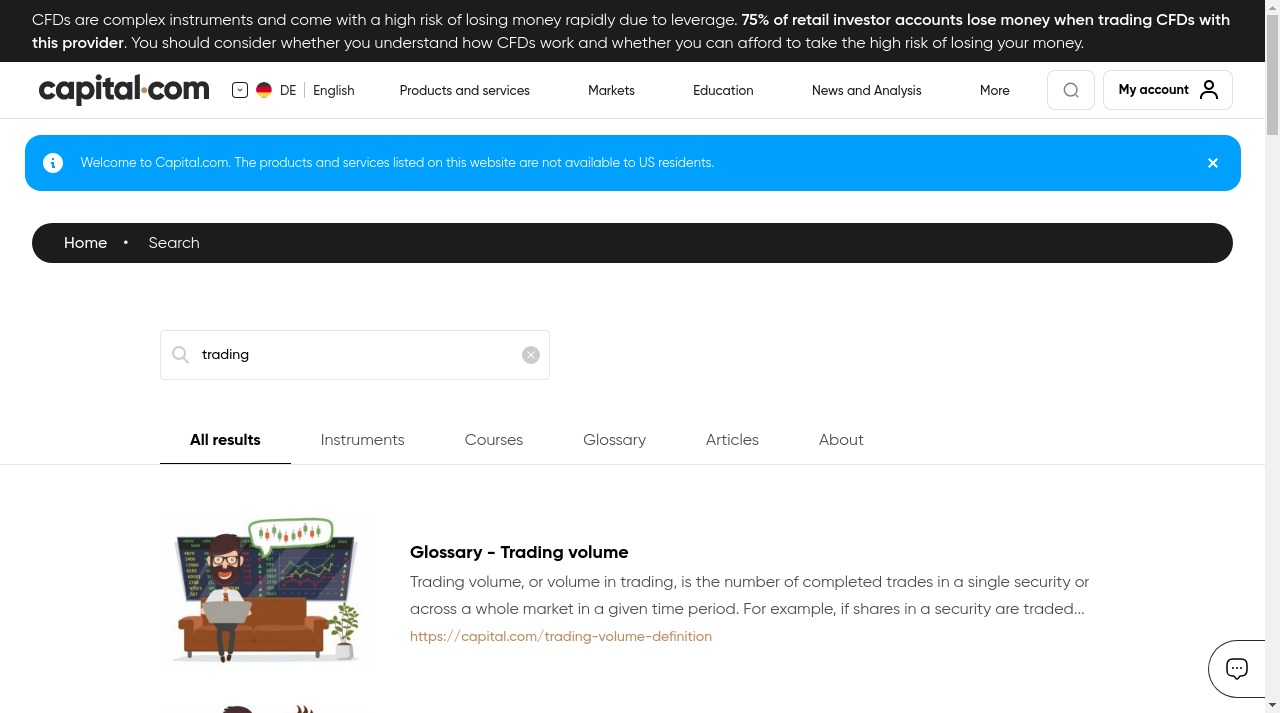 CFDs are complex instruments and come with a high risk of losing money rapidly due to leverage. 75% of retail investor accounts lose money when trading CFDs with
this provider. You should consider whether you understand how CFDs work and whether you can afford to take the high risk of losing your money.
capital.com DE English Products and services Markets Education News and Analysis More My account
Welcome to Capital.com. The products and services listed on this website are not available to US residents.
Home • Search
trading
All results Instruments Courses Glossary Articles About
Glossary - Trading volume
Trading volume, or volume in trading, is the number of completed trades in a single security or
across a whole market in a given time period. For example, if shares in a security are traded...
https://capital.com/trading-volume-definition